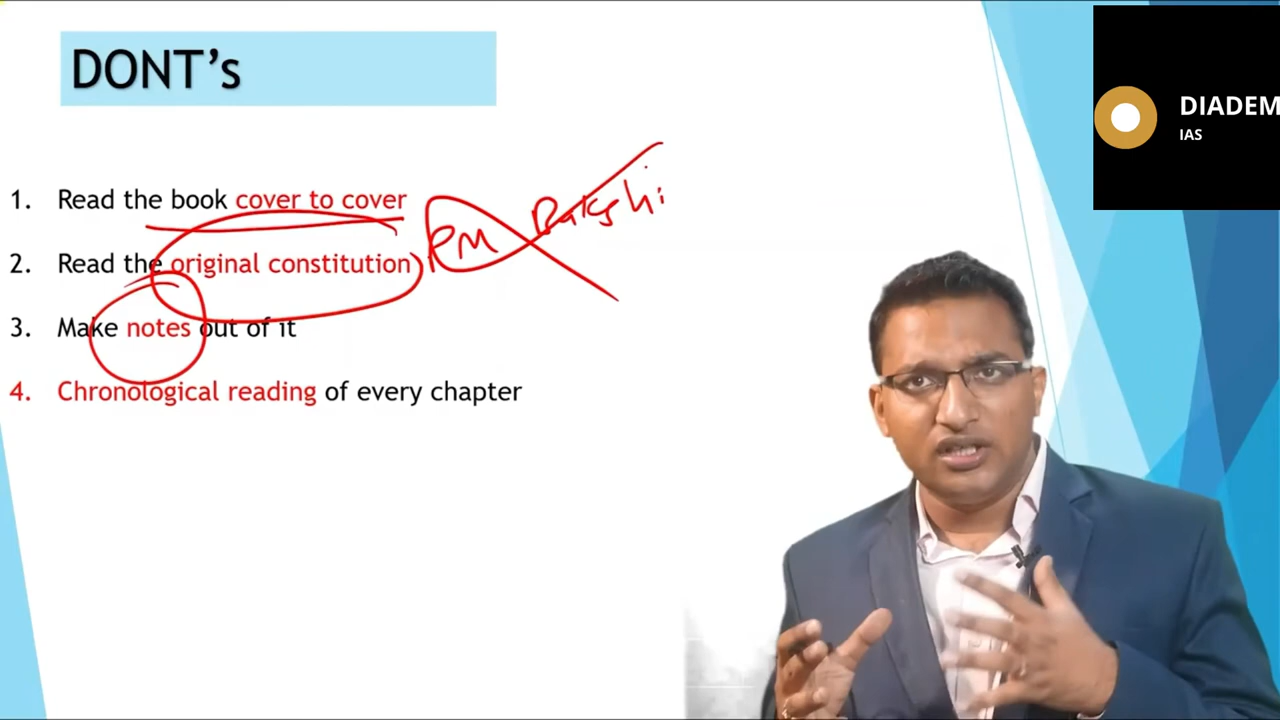 DONT's
DIADEM
IAS
1. Read the book cover to cover
PM Bakshi
2. Read the original constitution)
3. Make notes out of it
4. Chronological reading of every chapter